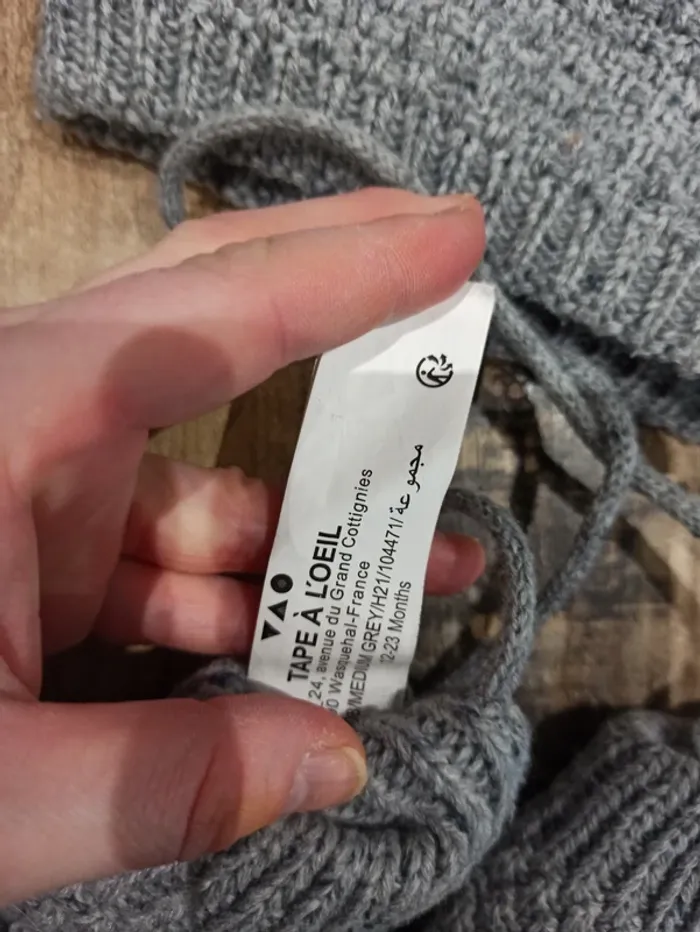 TAPE À L'OEIL
24, avenue du Grand Cottignies
Wasquehal-France
MEDIUM GREY/H21/104471/ مجموعة
12-23 Months